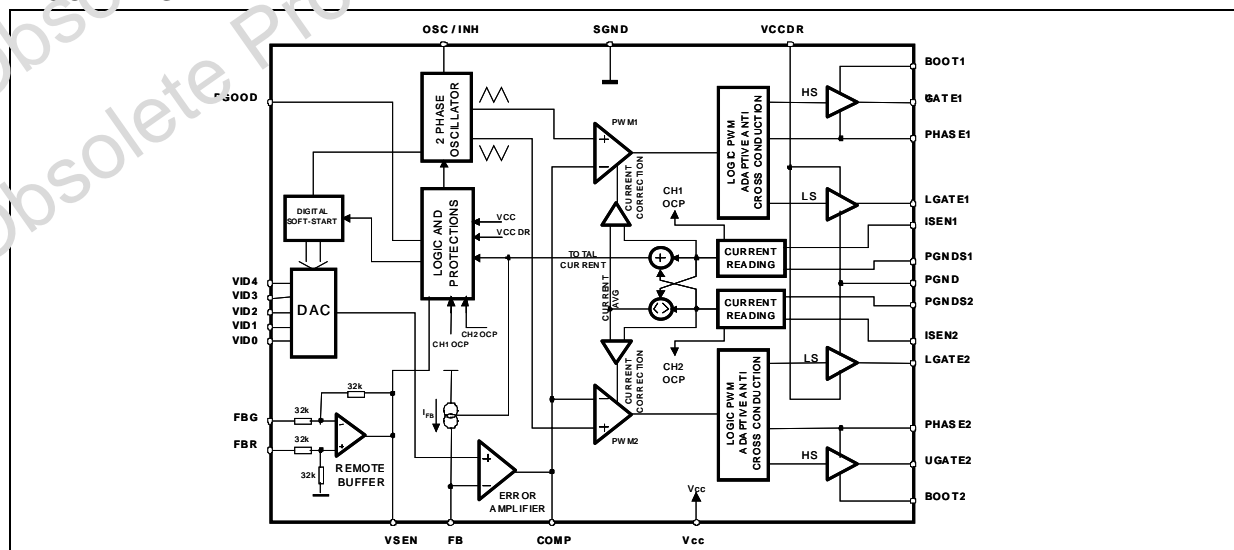 Obsolete Pro
OSC / INH
SGND
VCCDR
BOOT1
HS
GATE1
PHASE1
2 PHASE
OSCILLATOR
PWM1
LOGIC PWM
ADAPTIVE ANTI
CROSS CONDUCTION
CURRENT
CORRECTION
CH1
OCP
LS
LGATE1
ISEN1
DIGITAL
SOFT-START
LOGIC AND
PROTECTIONS
VCC
VCCDR
TOTAL
CURRENT
CURRENT
READING
PGNDS1
PGND
VID4
VID3
VID2
VID1
VID0
DAC
CH1 OCP
CH2 OCP
CURRENT
AVG
CURRENT
READING
PGNDS2
ISEN2
CH2
OCP
LS
LGATE2
CURRENT
CORRECTION
LOGIC PWM
ADAPTIVE ANTI
CROSS CONDUCTION
PWM2
32k
32k
32k
32k
FBG
FBR
REMOTE
BUFFER
IFB
ERROR
AMPLIFIER
PHASE2
HS
UGATE2
BOOT2
Vcc
VSEN
FB
COMP
Vcc